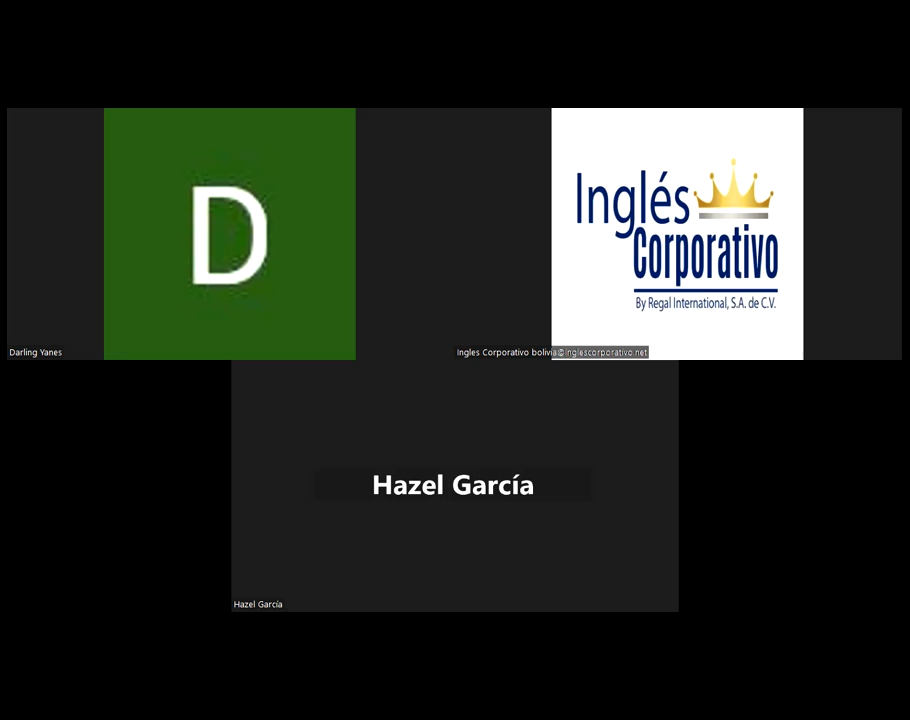 D
Inglés
Corporativo
By Regal International, S.A. de C.V.
Darling Yanes
Ingles Corporativo bolivia@inglescorporativo.net
Hazel García
Hazel García